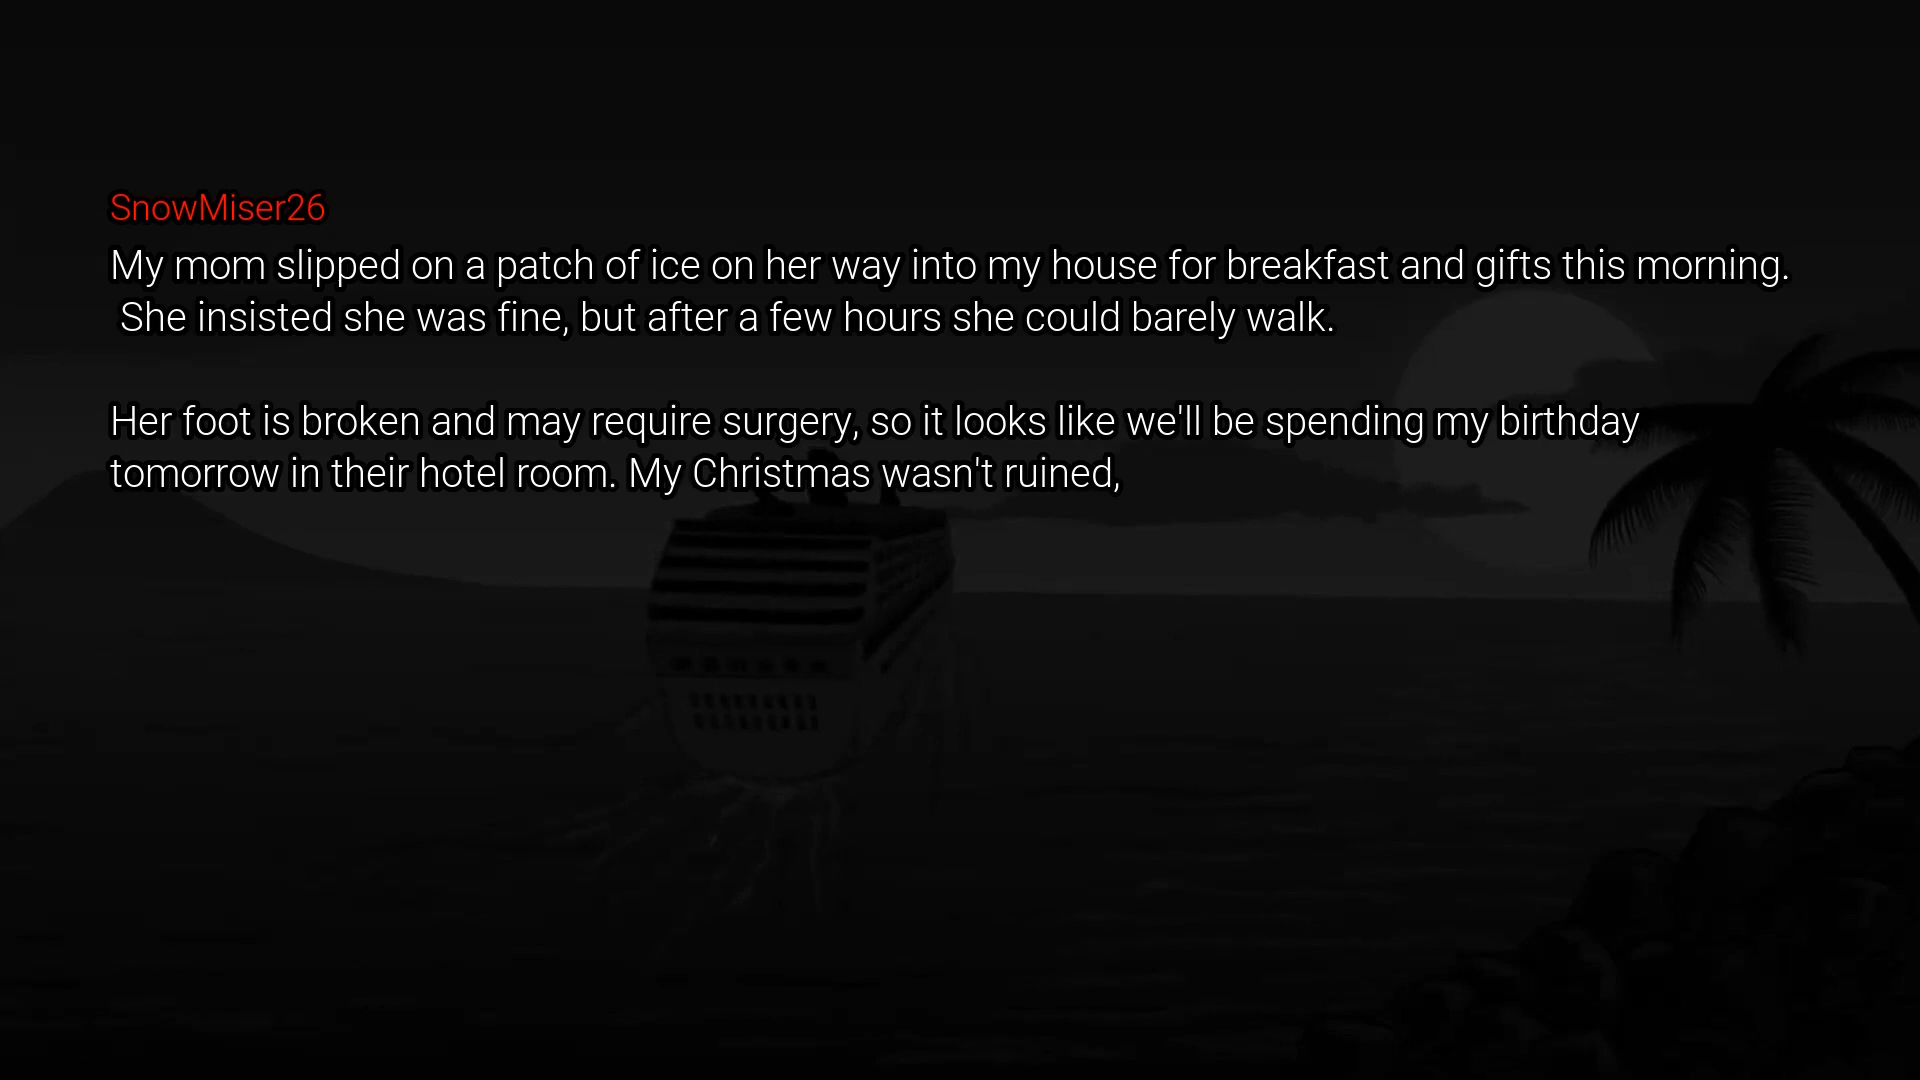 SnowMiser26
My mom slipped on a patch of ice on her way into my house for breakfast and gifts this morning.
She insisted she was fine, but after a few hours she could barely walk.
Her foot is broken and may require surgery, so it looks like we'll be spending my birthday
tomorrow in their hotel room. My Christmas wasn't ruined,